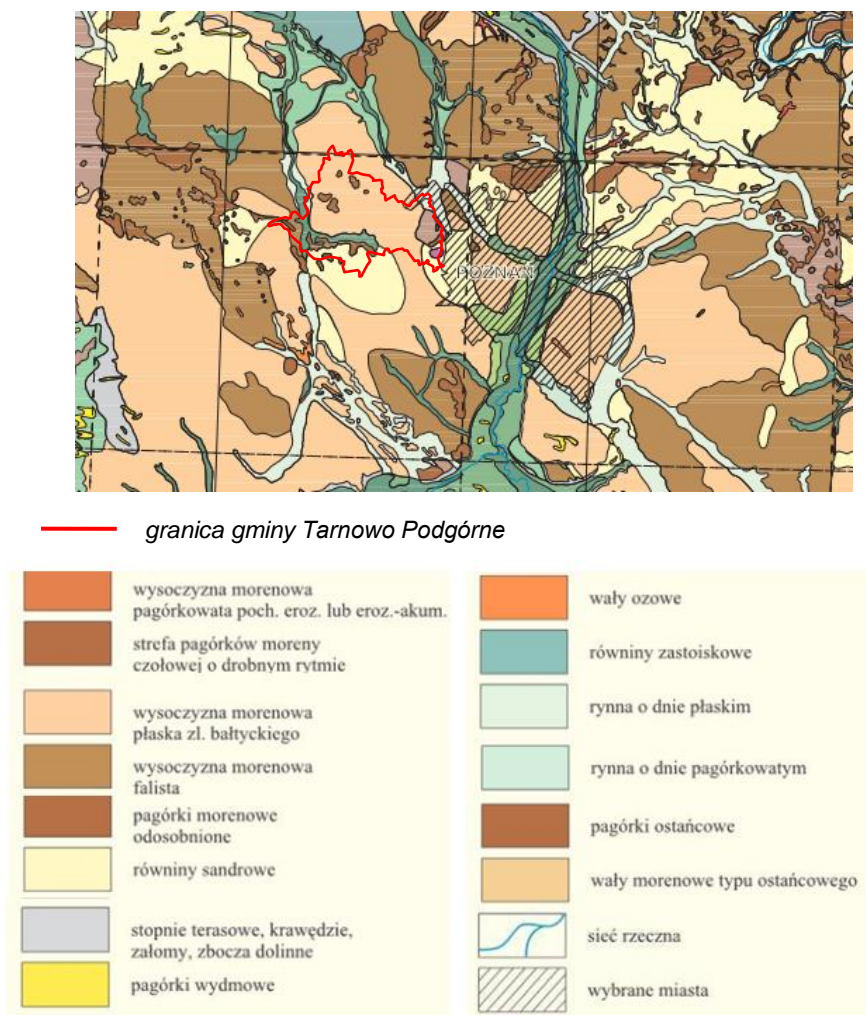 POZNAŃ
granica gminy Tarnowo Podgórne
wysoczyzna morenowa
pagórkowata poch. eroz. lub eroz.-akum.
strefa pagórków moreny
czołowej o drobnym rytmie
wysoczyzna morenowa
płaska zl. bałtyckiego
wysoczyzna morenowa
falista
pagórki morenowe
odosobnione
równiny sandrowe
stopnie terasowe, krawędzie,
załomy, zbocza dolinne
pagórki wydmowe
wały ozowe
równiny zastoiskowe
rynna o dnie płaskim
rynna o dnie pagórkowatym
pagórki ostańcowe
wały morenowe typu ostańcowego
sieć rzeczna
wybrane miasta